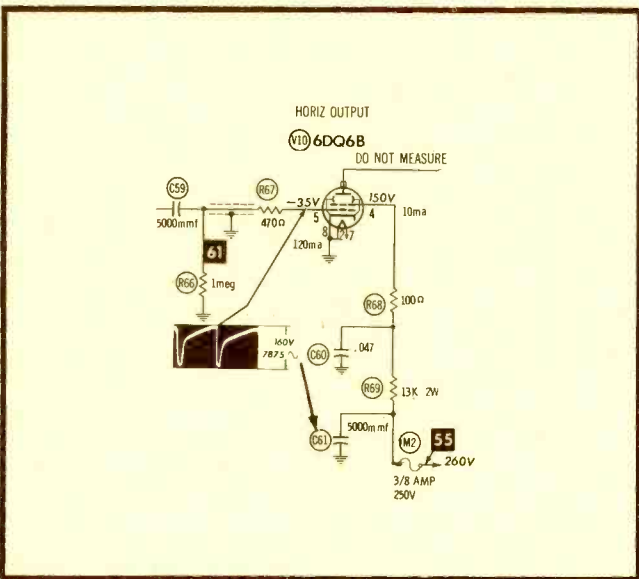 HORIZ OUTPUT
V10 6DQ6B
DO NOT MEASURE
C59
5000mmf
R67
470Ω
-35V
5
150V
4
10ma
8
2
7
120ma
61
R66
1meg
R68
100Ω
160V
7875 ~
C60
.047
R69
13K 2W
C61
5000mmf
M2
55
260V
3/8 AMP
250V